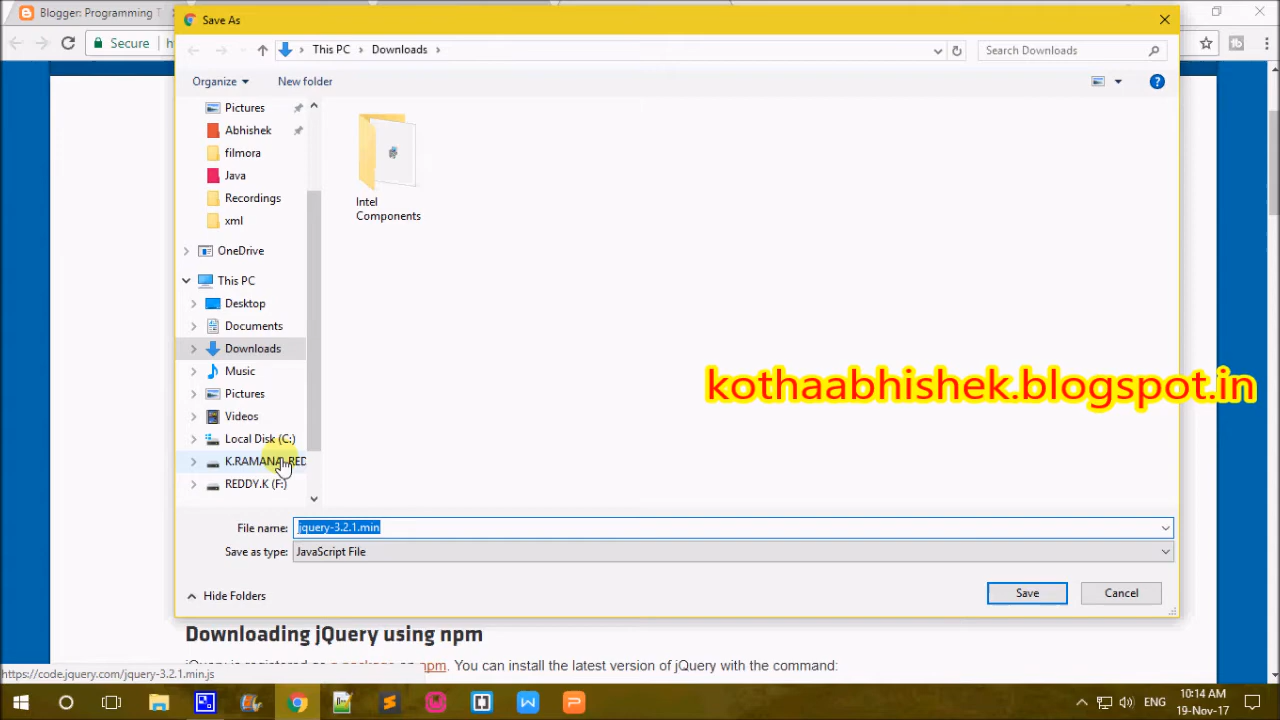 Blogger: Programming T
Save As
Secure
This PC
Downloads
Search Downloads
Organize
New folder
Pictures
Abhishek
filmora
Java
Recordings
xml
OneDrive
This PC
Desktop
Documents
Downloads
Music
Pictures
Videos
Local Disk (C:)
K.RAMANA RED
REDDY.K (F:)
Intel
Components
kothaabhishek.blogspot.in
File name: jquery-3.2.1.min
Save as type: JavaScript File
Hide Folders
Save
Cancel
Downloading jQuery using npm
npm. You can install the latest version of jQuery with the command:
https://code.jquery.com/jquery-3.2.1.min.js
ENG
10:14 AM
19-Nov-17